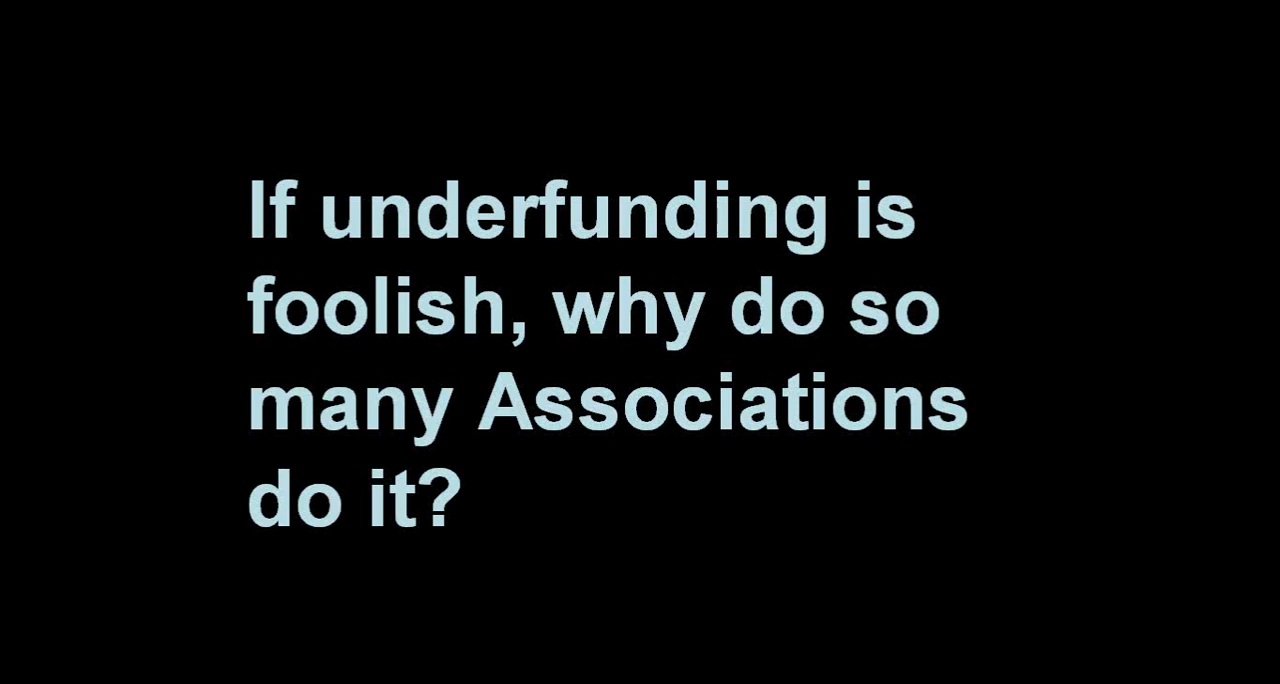 If underfunding is
foolish, why do so
many Associations
do it?